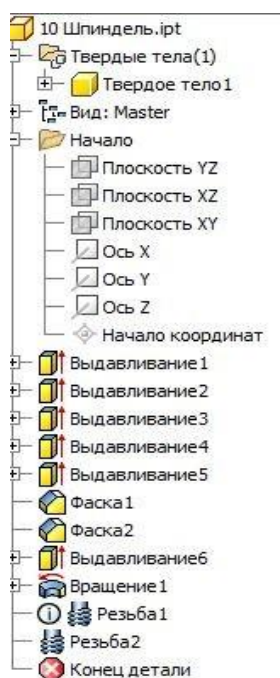 10 Шпиндель.ipt
Твердые тела(1)
Твердое тело1
Вид: Master
Начало
Плоскость YZ
Плоскость XZ
Плоскость XY
Ось X
Ось Y
Ось Z
Начало координат
Выдавливание1
Выдавливание2
Выдавливание3
Выдавливание4
Выдавливание5
Фаска1
Фаска2
Выдавливание6
Вращение1
Резьба1
Резьба2
Конец детали